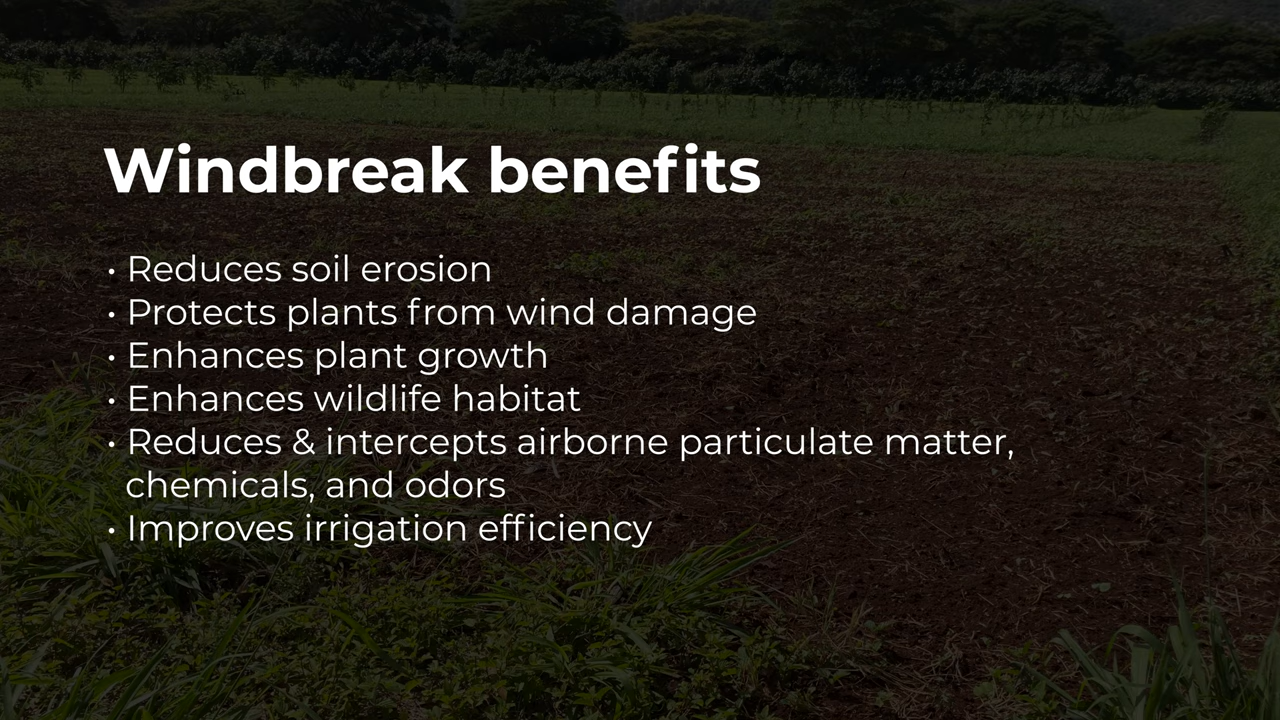 Windbreak benefits
• Reduces soil erosion
• Protects plants from wind damage
• Enhances plant growth
• Enhances wildlife habitat
• Reduces & intercepts airborne particulate matter,
chemicals, and odors
• Improves irrigation efficiency